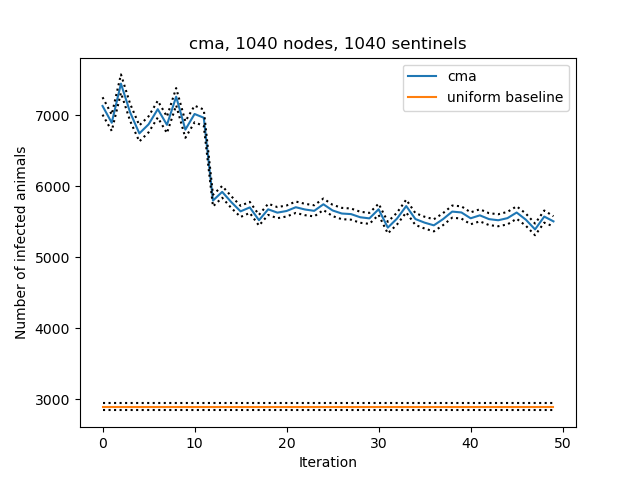 cma, 1040 nodes, 1040 sentinels
cma
uniform baseline
Number of infected animals
7000
6000
5000
4000
3000
0
10
20
30
40
50
Iteration